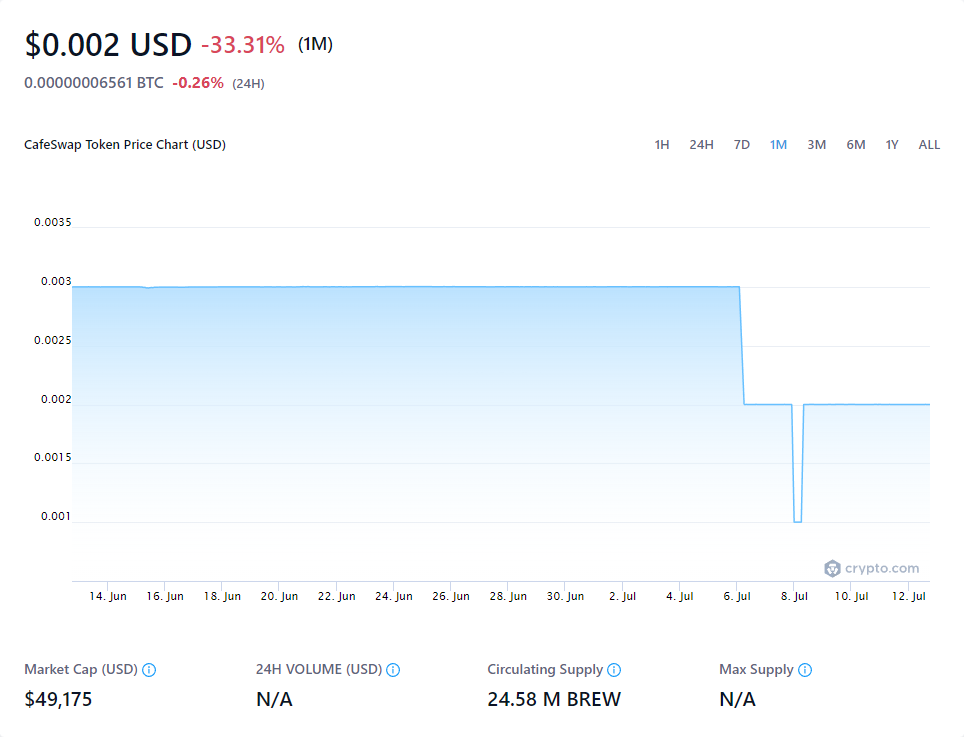 $0.002 USD -33.31% (1M)
0.00000006561 BTC -0.26% (24H)
CafeSwap Token Price Chart (USD) 1H 24H 7D 1M 3M 6M 1Y ALL
0.0035
0.003
0.0025
0.002
0.0015
0.001
crypto.com
14. Jun 16. Jun 18. Jun 20. Jun 22. Jun 24. Jun 26. Jun 28. Jun 30. Jun 2. Jul 4. Jul 6. Jul 8. Jul 10. Jul 12. Jul
Market Cap (USD) 24H VOLUME (USD) Circulating Supply Max Supply
$49,175 N/A 24.58 M BREW N/A